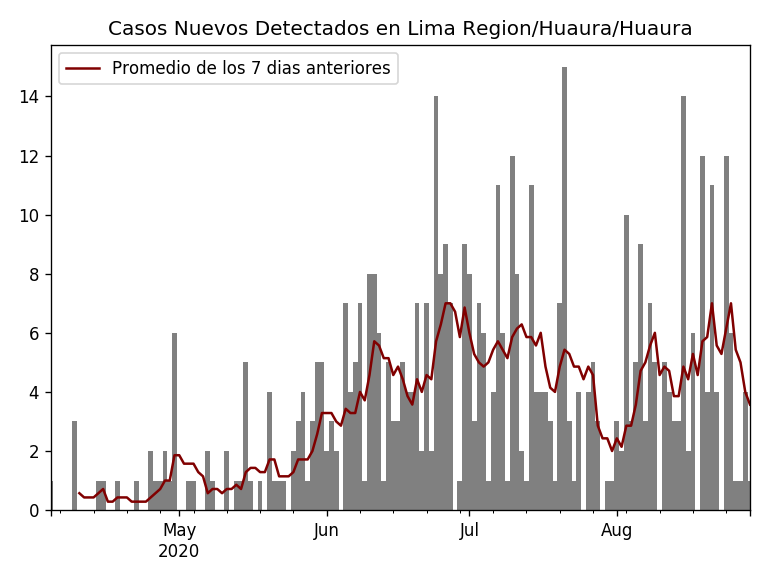 Casos Nuevos Detectados en Lima Region/Huaura/Huaura
Promedio de los 7 dias anteriores
14
12
10
8
6
4
2
0
May
2020
Jun
Jul
Aug